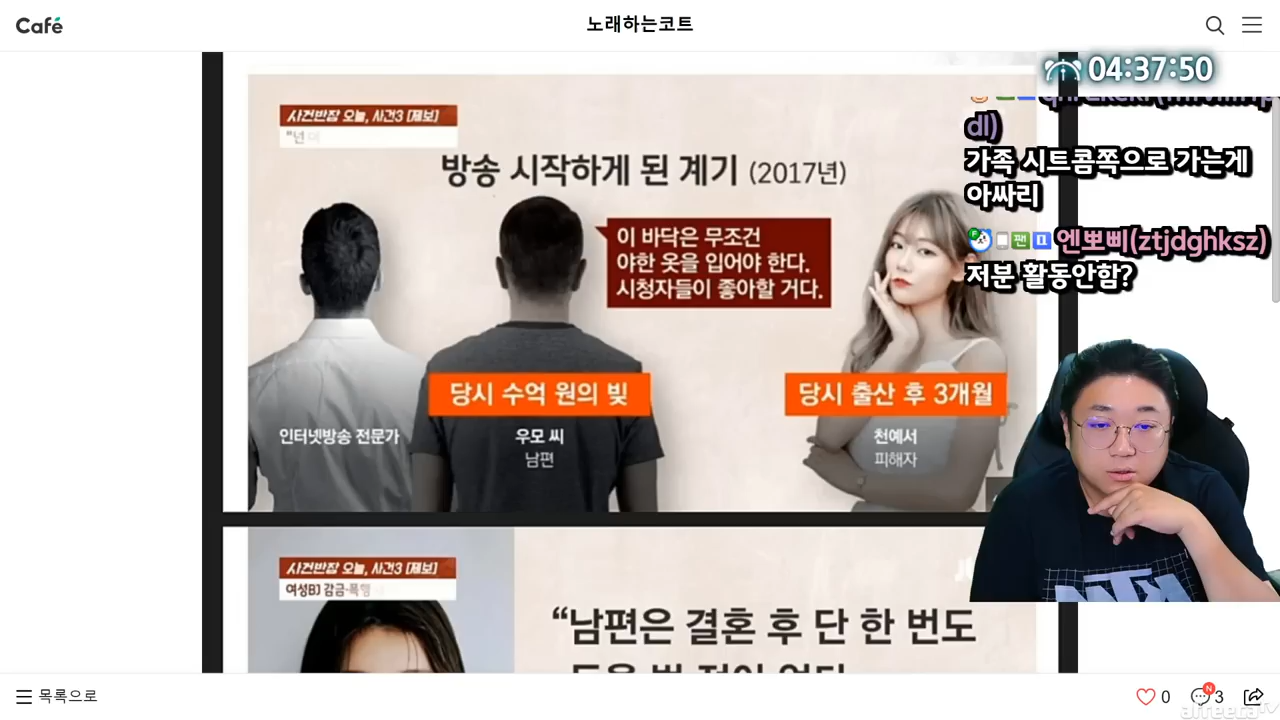 Café
노래하는코트
04:37:50
사건반장 오늘, 사건3 [제보]
"넌
방송 시작하게 된 계기 (2017년)
이 바닥은 무조건
야한 옷을 입어야 한다.
시청자들이 좋아할 거다.
당시 수억 원의 빚
당시 출산 후 3개월
인터넷방송 전문가
우모 씨
남편
천예서
피해자
dl)
가족 시트콤쪽으로 가는게
아싸리
F 팬 엔뽀삐(ztjdghksz)
저분 활동안함?
사건반장 오늘, 사건3 [제보]
여성BJ 감금·폭행
"남편은 결혼 후 단 한 번도
목록으로
0
N
3
afreecaTV